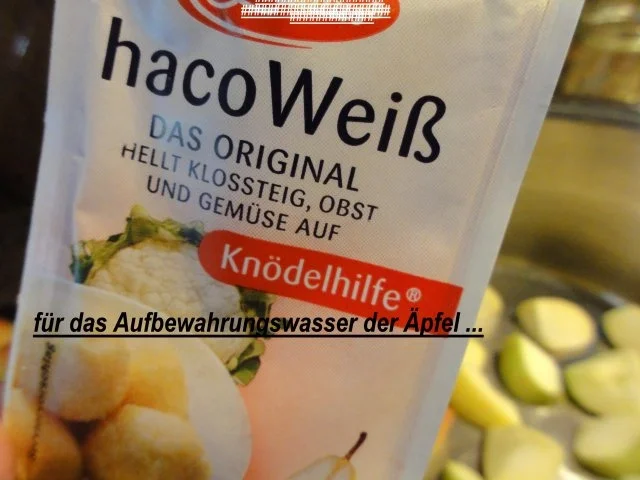 hacoWeiß
DAS ORIGINAL
HELLT KLOSSTEIG, OBST
UND GEMÜSE AUF
Knödelhilfe®
für das Aufbewahrungswasser der Äpfel ...